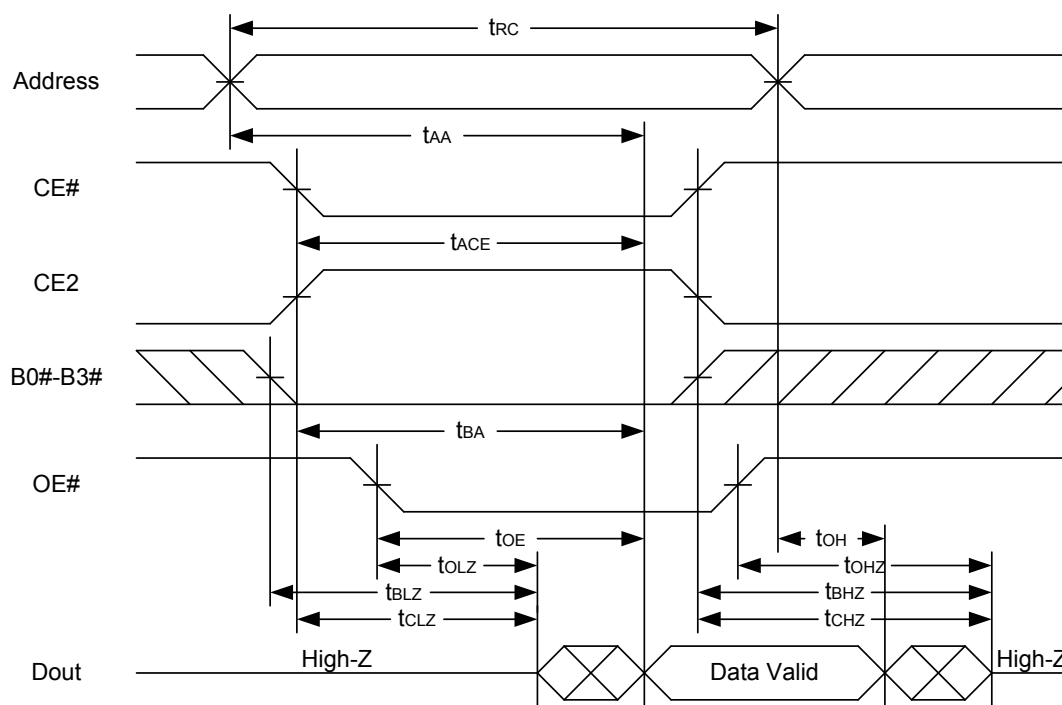 tRC
Address
tAA
CE#
tACE
CE2
B0#-B3#
tBA
OE#
tOE
tOH
tOLZ
tOHZ
tBLZ
tBHZ
tCLZ
tCHZ
Dout
High-Z
Data Valid
High-Z